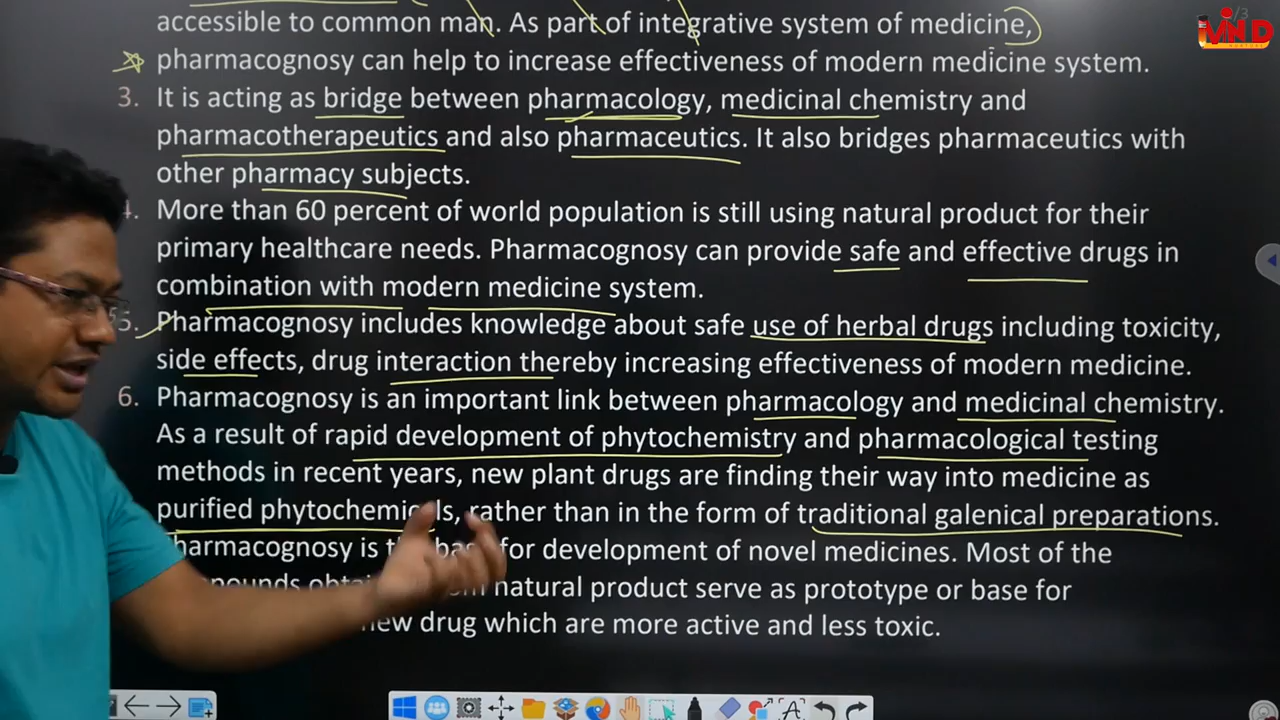 accessible to common man. As part of integrative system of medicine,
pharmacognosy can help to increase effectiveness of modern medicine system.
3. It is acting as bridge between pharmacology, medicinal chemistry and
pharmacotherapeutics and also pharmaceutics. It also bridges pharmaceutics with
other pharmacy subjects.
4. More than 60 percent of world population is still using natural product for their
primary healthcare needs. Pharmacognosy can provide safe and effective drugs in
combination with modern medicine system.
5. Pharmacognosy includes knowledge about safe use of herbal drugs including toxicity,
side effects, drug interaction thereby increasing effectiveness of modern medicine.
6. Pharmacognosy is an important link between pharmacology and medicinal chemistry.
As a result of rapid development of phytochemistry and pharmacological testing
methods in recent years, new plant drugs are finding their way into medicine as
purified phytochemicals, rather than in the form of traditional galenical preparations.
Pharmacognosy is for development of novel medicines. Most of the
natural product serve as prototype or base for
new drug which are more active and less toxic.